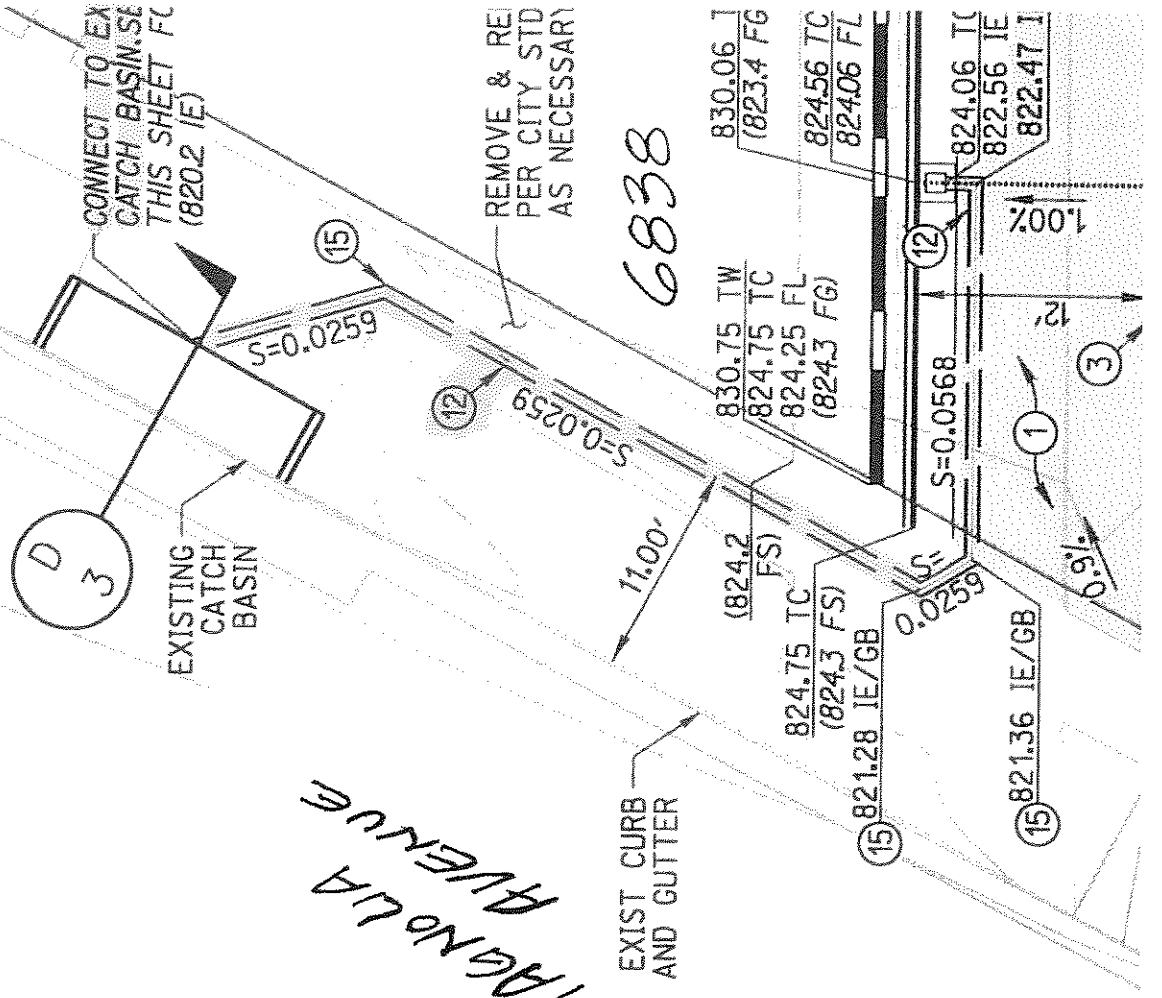 CONNECT TO EX
CATCH BASIN.SE
THIS SHEET FO
(820.2 IE)
REMOVE & RE
PER CITY STD
AS NECESSARY
D
3
15
S=0.0259
6838
830.06
(823.4 FG)
824.56 TC
824.06 FL
12
S=0.0259
EXISTING
CATCH
BASIN
830.75 TW
824.75 TC
824.25 FL
(824.3 FG)
824.06 TC
822.56 IE
822.47 I
12
1.00%
12'
3
11.00'
(824.2
FS)
S=0.0568
1
824.75 TC
(824.3 FS)
S=
0.0259
0.9%
15 821.28 IE/GB
15 821.36 IE/GB
EXIST CURB
AND GUTTER
AGNOLIA
AVENUE